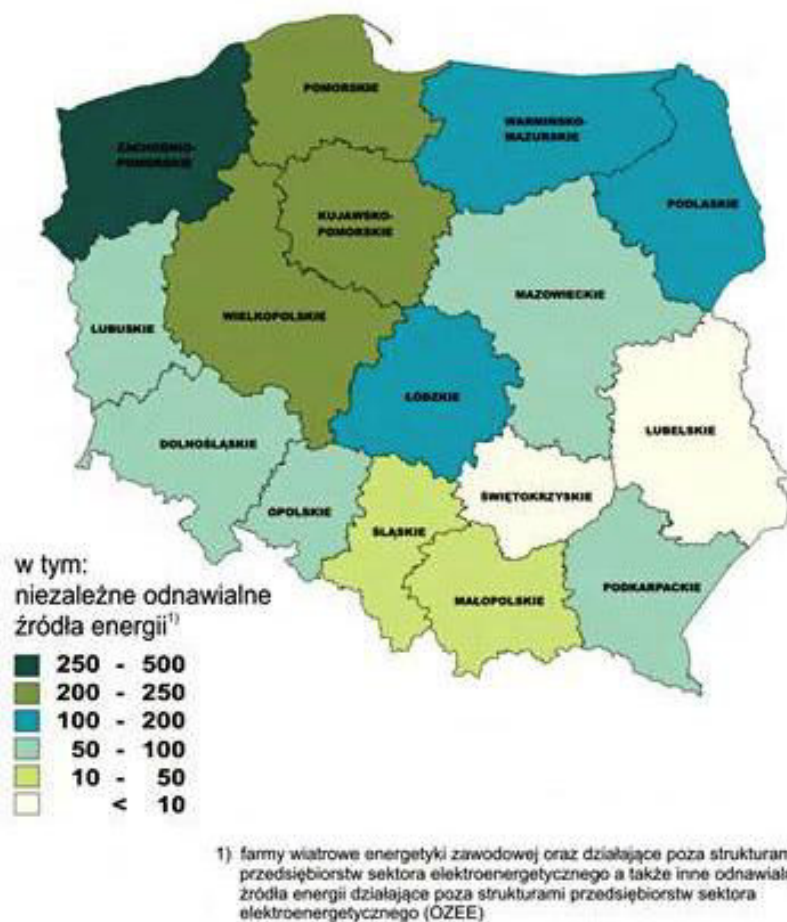 POMORSKIE
WARMIŃSKO-
MAZURSKIE
ZACHODNIO-
POMORSKIE
PODLASKIE
KUJAWSKO-
POMORSKIE
MAZOWIECKIE
WIELKOPOLSKIE
LUBUSKIE
ŁÓDZKIE
LUBELSKIE
DOLNOŚLĄSKIE
ŚWIĘTOKRZYSKIE
OPOLSKIE
ŚLĄSKIE
PODKARPACKIE
MAŁOPOLSKIE
w tym:
niezależne odnawialne
źródła energii¹⁾
250 - 500
200 - 250
100 - 200
50 - 100
10 - 50
< 10
1) farmy wiatrowe energetyki zawodowej oraz działające poza strukturam
przedsiębiorstw sektora elektroenergetycznego a także inne odnawialn
źródła energii działające poza strukturami przedsiębiorstw sektora
elektroenergetycznego (OZEE)